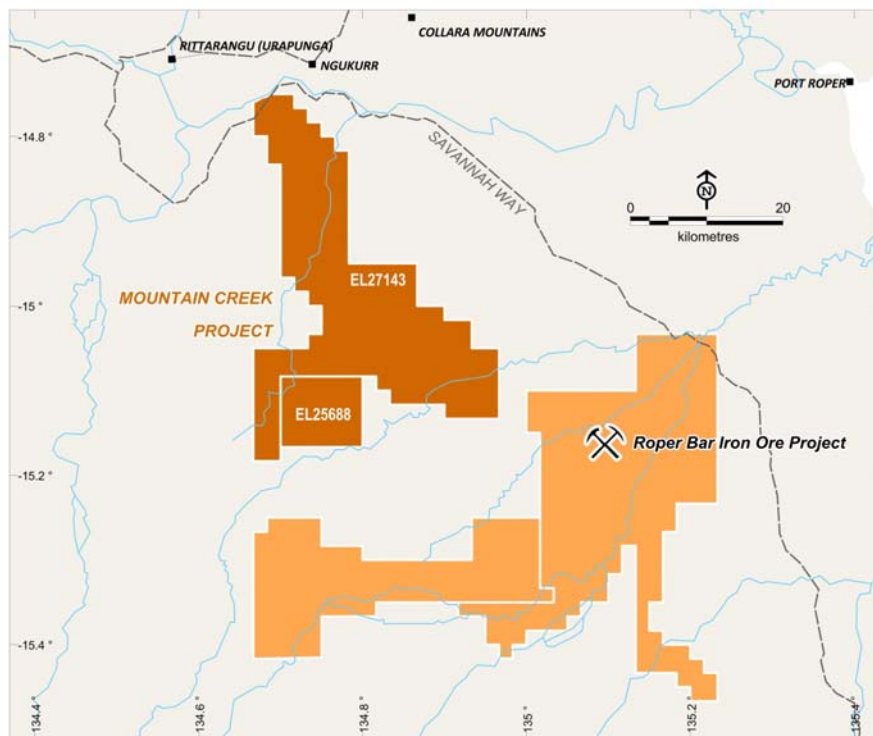 COLLARA MOUNTAINS
RITTARANGU (URAPUNGA)
NGUKURR
PORT ROPER
-14.8 °
SAVANNAH WAY
N
0 20
kilometres
EL27143
-15 °
MOUNTAIN CREEK
PROJECT
EL25688
Roper Bar Iron Ore Project
-15.2 °
-15.4 °
134.4 °
134.6 °
134.8 °
135 °
135.2 °
135.4 °